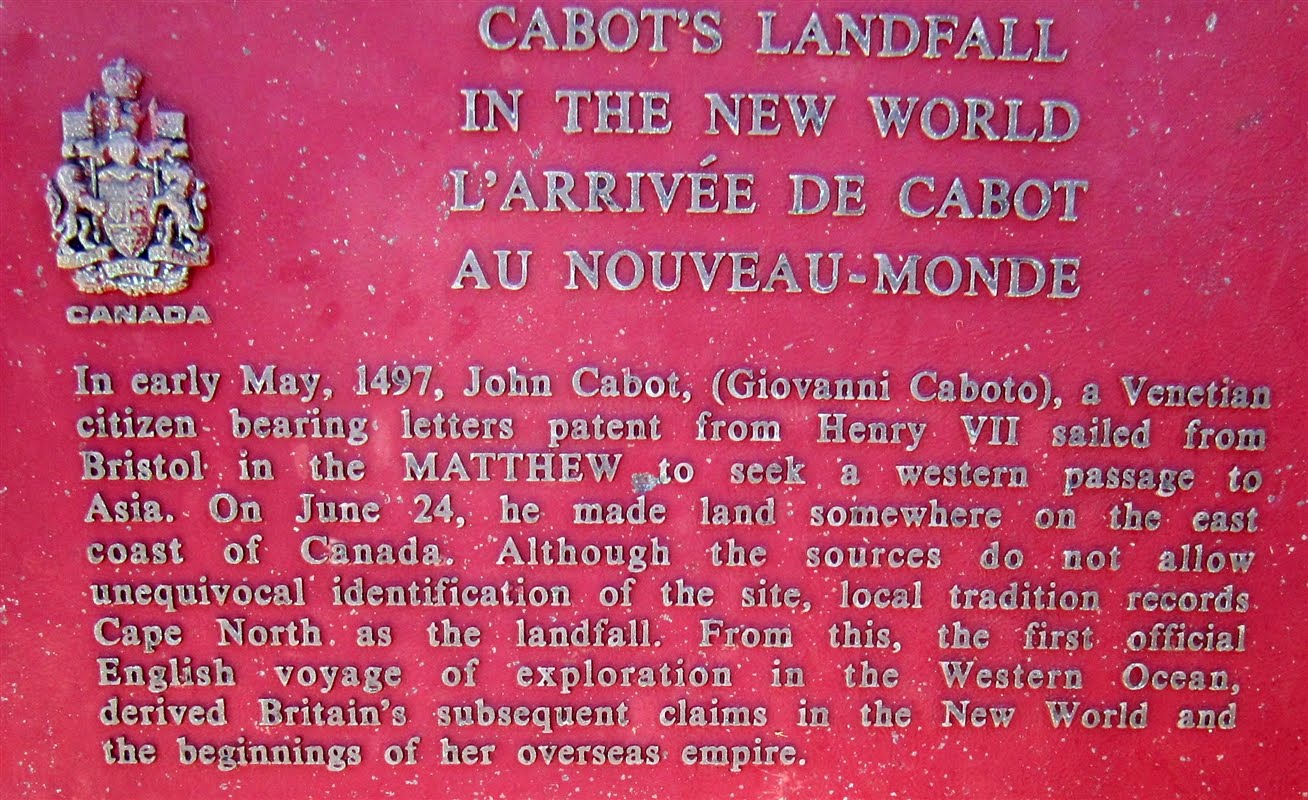 CABOT'S LANDFALL
IN THE NEW WORLD
L'ARRIVÉE DE CABOT
AU NOUVEAU-MONDE
CANADA
In early May, 1497, John Cabot, (Giovanni Caboto), a Venetian
citizen bearing letters patent from Henry VII sailed from
Bristol in the MATTHEW to seek a western passage to
Asia. On June 24, he made land somewhere on the east
coast of Canada. Although the sources do not allow
unequivocal identification of the site, local tradition records
Cape North as the landfall. From this, the first official
English voyage of exploration in the Western Ocean,
derived Britain's subsequent claims in the New World and
the beginnings of her overseas empire.